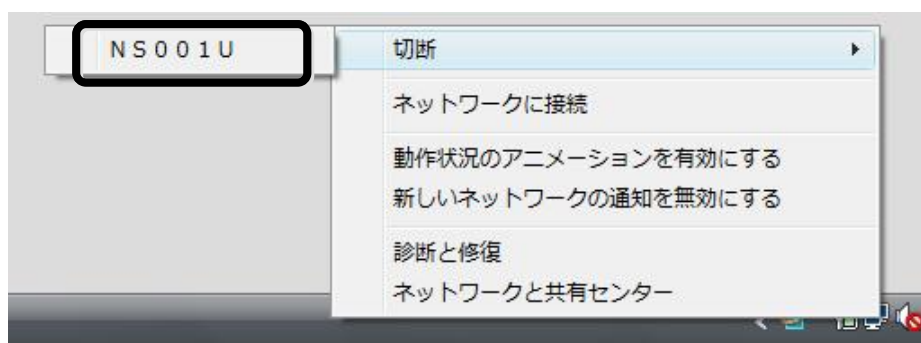 ＮＳ００１Ｕ
切断
ネットワークに接続
動作状況のアニメーションを有効にする
新しいネットワークの通知を無効にする
診断と修復
ネットワークと共有センター